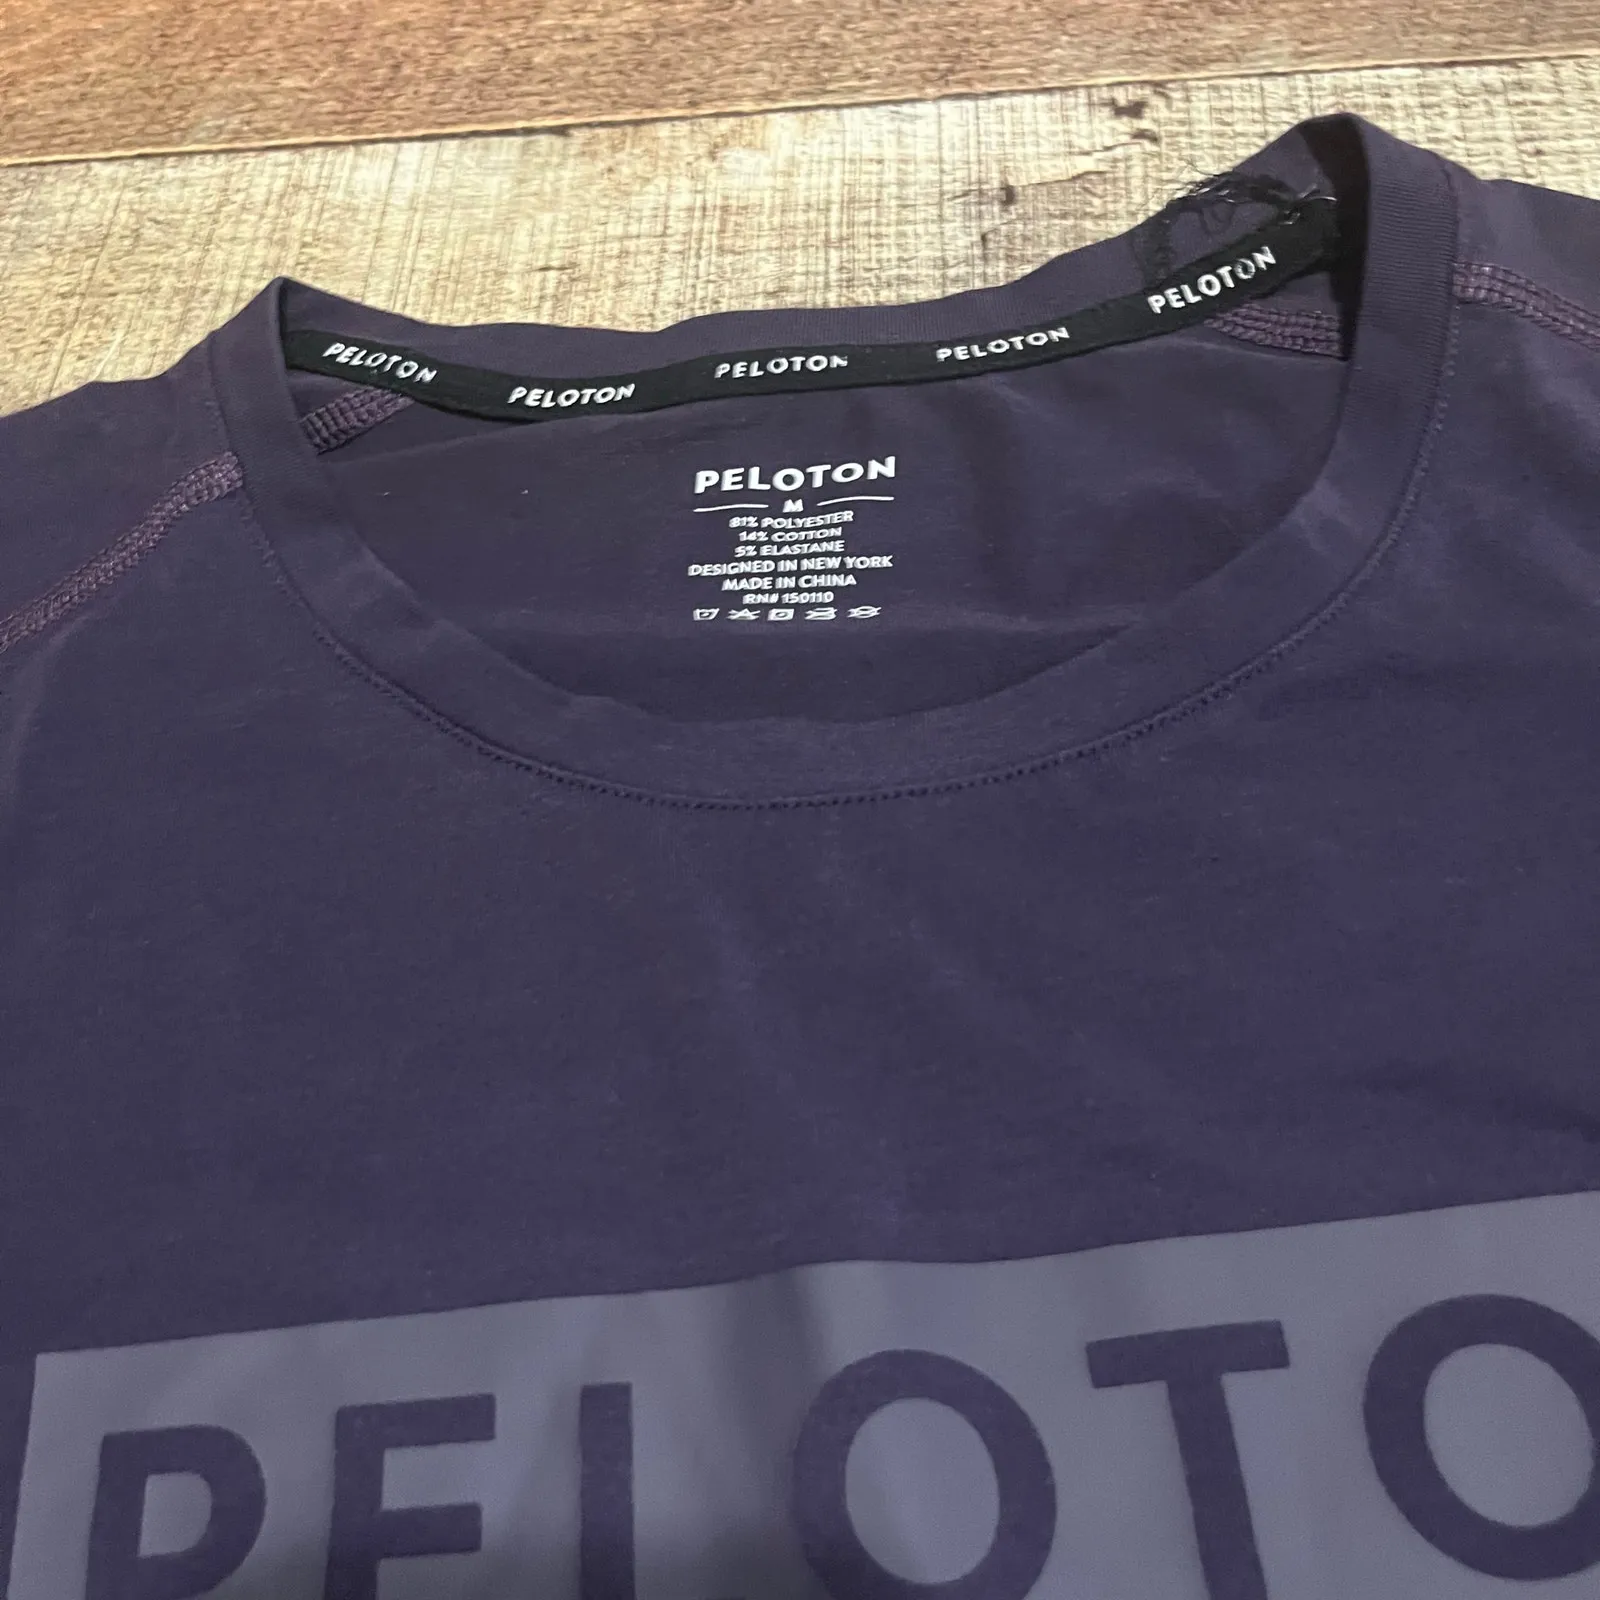 PELOTON PELOTON PELOTON PELOTON PELOTON
PELOTON
M
81% POLYESTER
14% COTTON
5% ELASTANE
DESIGNED IN NEW YORK
MADE IN CHINA
RN# 150110
PELOTO